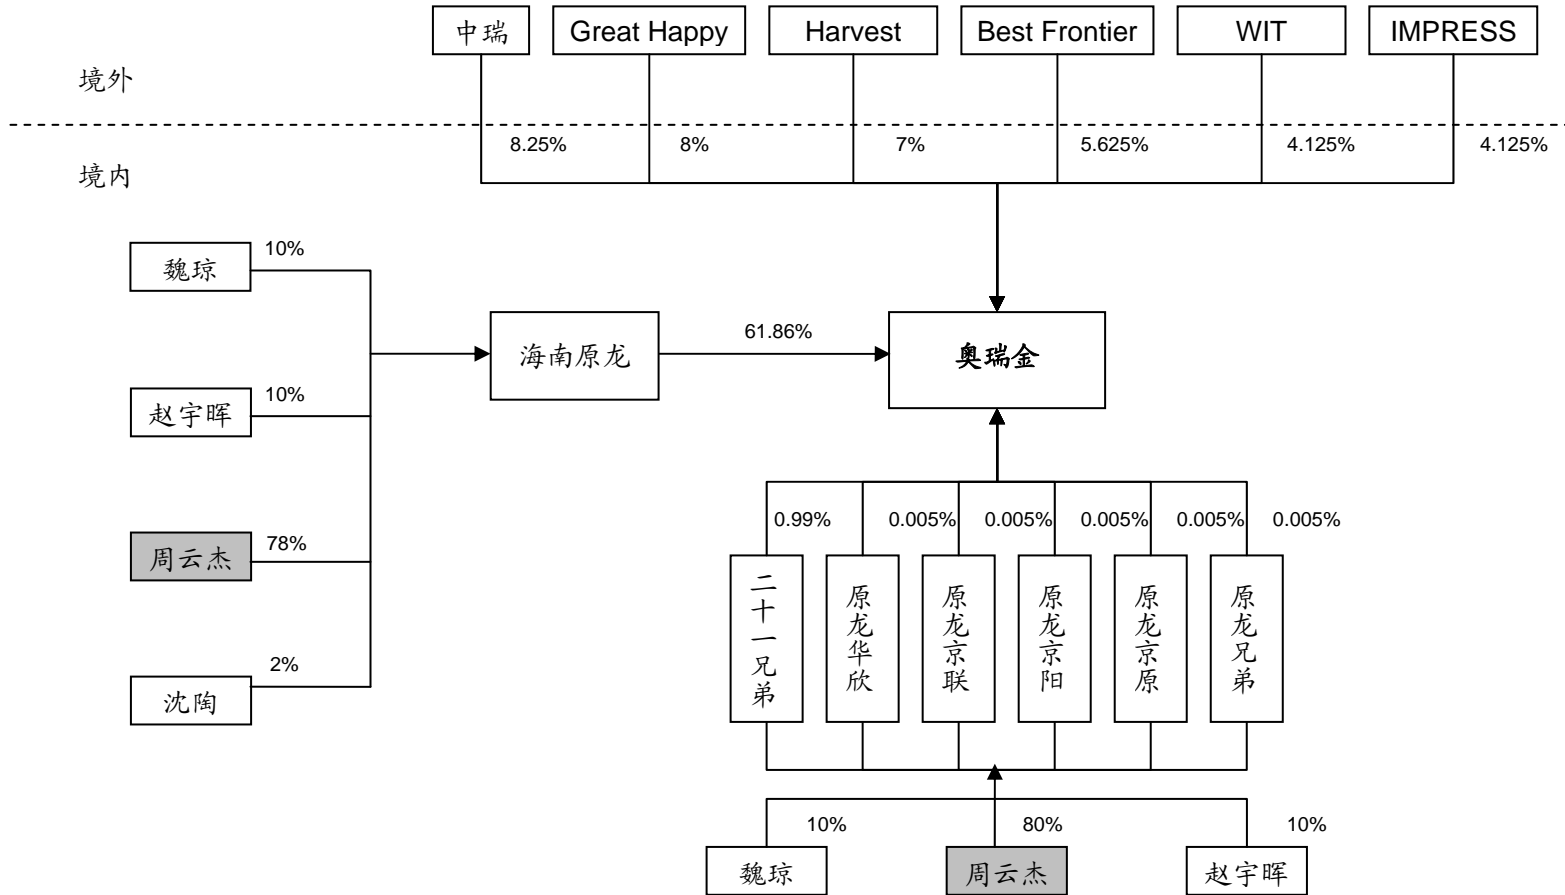 中瑞
Great Happy
Harvest
Best Frontier
WIT
IMPRESS
境外
8.25%
8%
7%
5.625%
4.125%
4.125%
境内
魏琼
10%
赵宇晖
10%
周云杰
78%
沈陶
2%
海南原龙
61.86%
奥瑞金
0.99%
0.005%
0.005%
0.005%
0.005%
0.005%
二十一兄弟
原龙华欣
原龙京联
原龙京阳
原龙京原
原龙兄弟
10%
80%
10%
魏琼
周云杰
赵宇晖